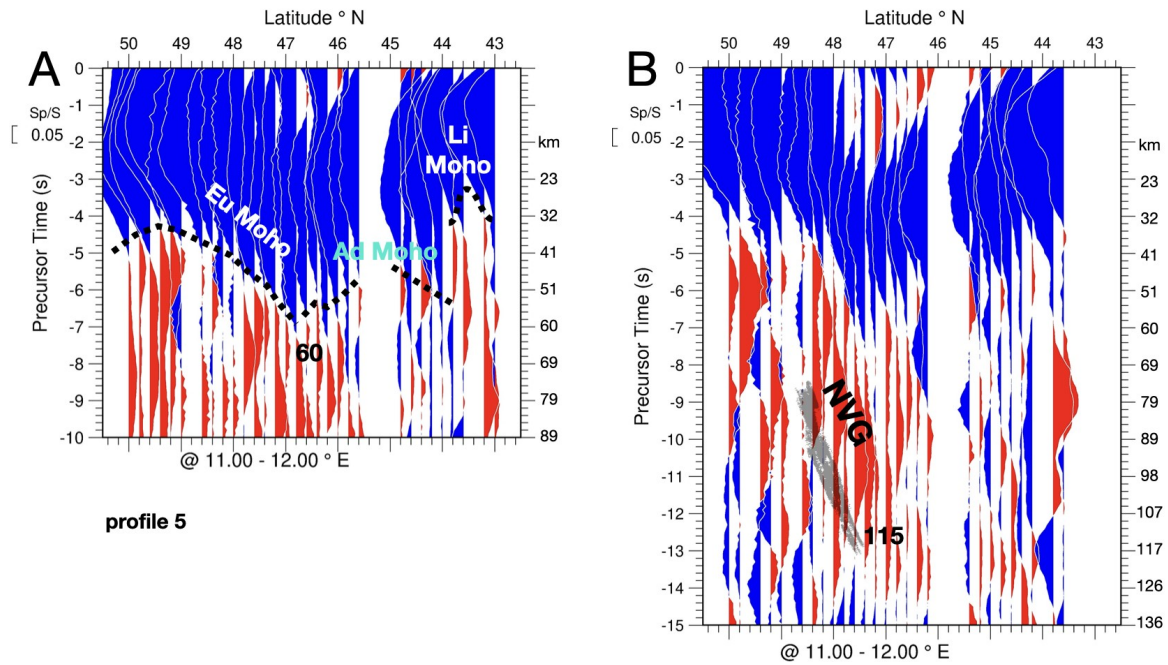 Latitude ° N
50 49 48 47 46 45 44 43
A
Sp/S
0.05
km
0
-1
-2
-3
-4
-5
-6
-7
-8
-9
-10
Precursor Time (s)
23
32
41
51
60
69
79
89
Li
Moho
Eu Moho
Ad Moho
60
@ 11.00 - 12.00 ° E
profile 5
Latitude ° N
50 49 48 47 46 45 44 43
B
Sp/S
0.05
km
0
-1
-2
-3
-4
-5
-6
-7
-8
-9
-10
-11
-12
-13
-14
-15
Precursor Time (s)
23
32
41
51
60
69
79
89
98
107
117
126
136
NVG
115
@ 11.00 - 12.00 ° E